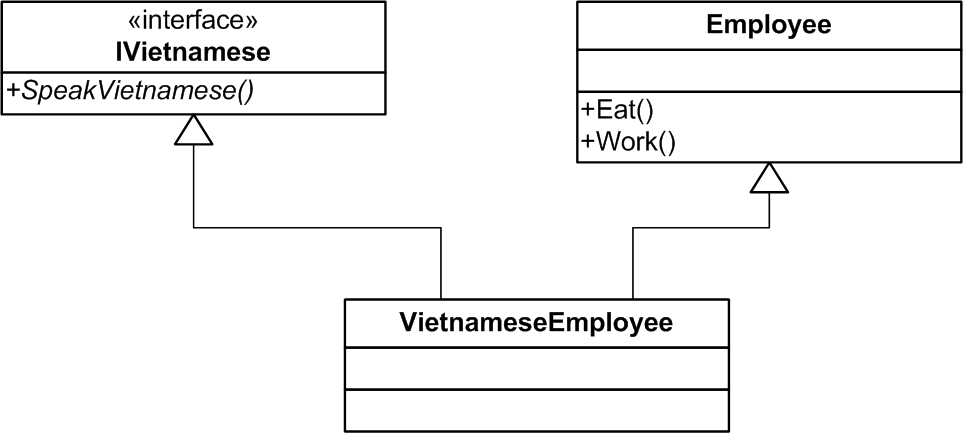 «interface»
IVietnamese
+SpeakVietnamese()
Employee
+Eat()
+Work()
VietnameseEmployee